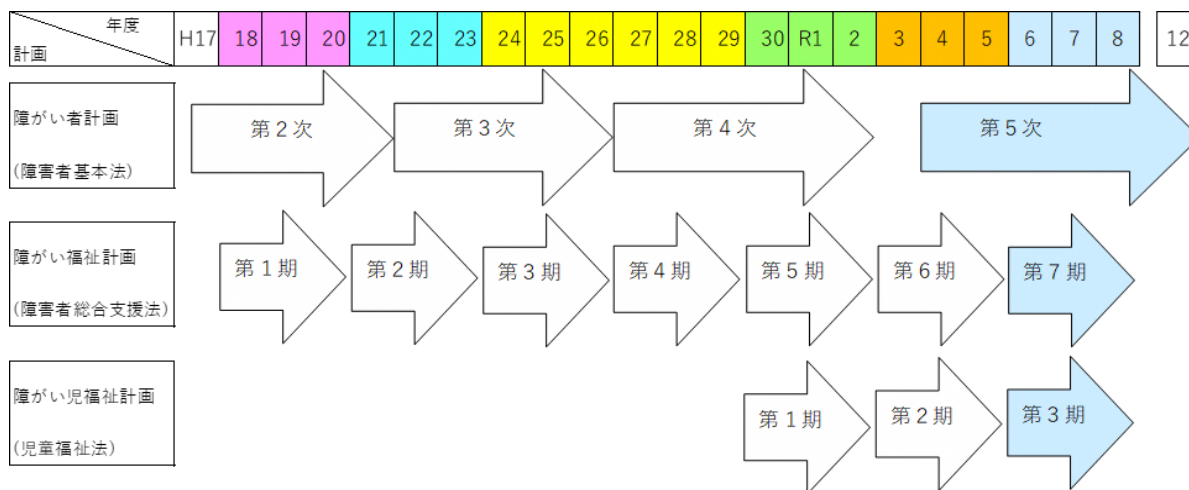 年度
計画
H17 18 19 20 21 22 23 24 25 26 27 28 29 30 R1 2 3 4 5 6 7 8 12
障がい者計画
(障害者基本法)
第2次 第3次 第4次 第5次
障がい福祉計画
(障害者総合支援法)
第1期 第2期 第3期 第4期 第5期 第6期 第7期
障がい児福祉計画
(児童福祉法)
第1期 第2期 第3期